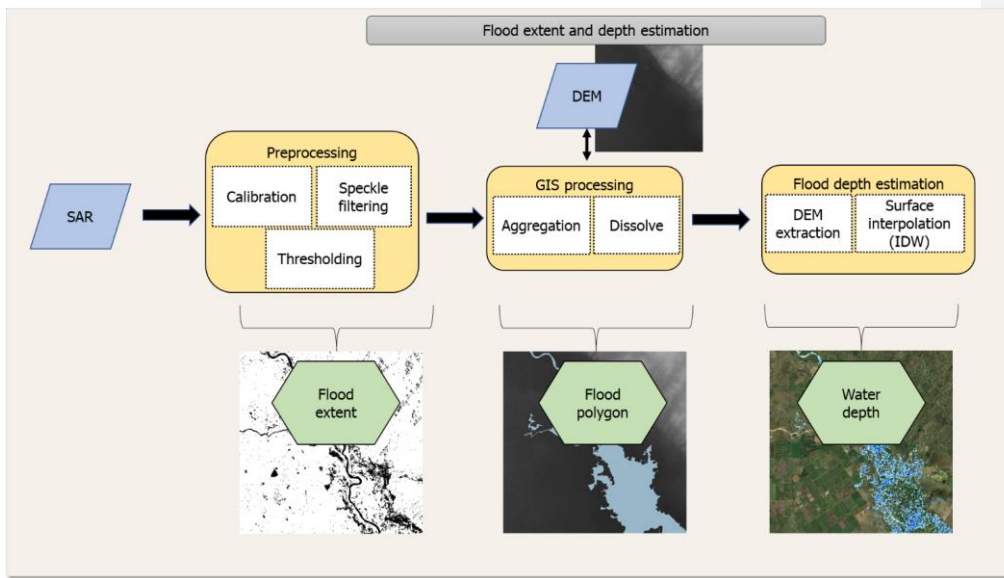 Flood extent and depth estimation
DEM
Preprocessing
Calibration
Speckle
filtering
Thresholding
SAR
GIS processing
Aggregation
Dissolve
Flood depth estimation
DEM
extraction
Surface
interpolation
(IDW)
Flood
extent
Flood
polygon
Water
depth